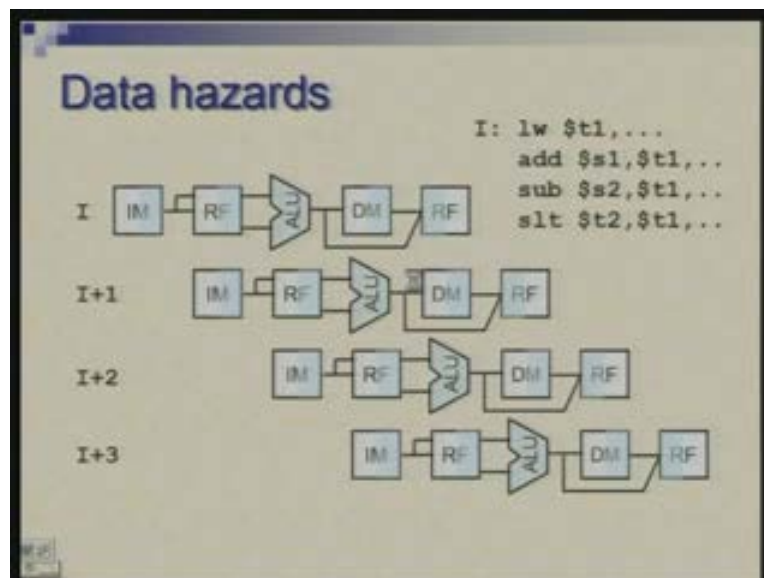 Data hazards
I: lw $t1,...
add $s1,$t1,..
sub $s2,$t1,..
slt $t2,$t1,..
I IM RF ALU DM RF
I+1 IM RF ALU DM RF
I+2 IM RF ALU DM RF
I+3 IM RF ALU DM RF